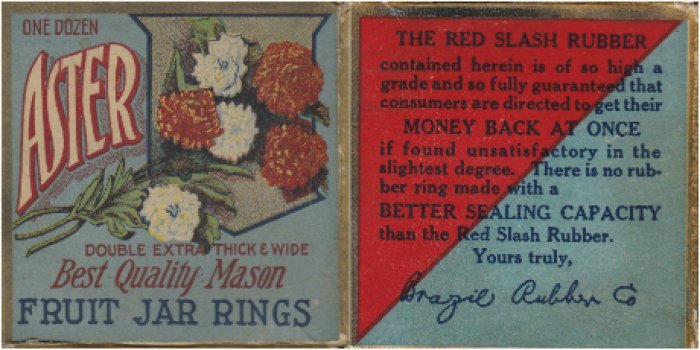 ONE DOZEN
ASTER
DOUBLE EXTRA THICK & WIDE
Best Quality Mason
FRUIT JAR RINGS
THE RED SLASH RUBBER
contained herein is of so high a
grade and so fully guaranteed that
consumers are directed to get their
MONEY BACK AT ONCE
if found unsatisfactory in the
slightest degree. There is no rub-
ber ring made with a
BETTER SEALING CAPACITY
than the Red Slash Rubber.
Yours truly,
Brazil Rubber Co